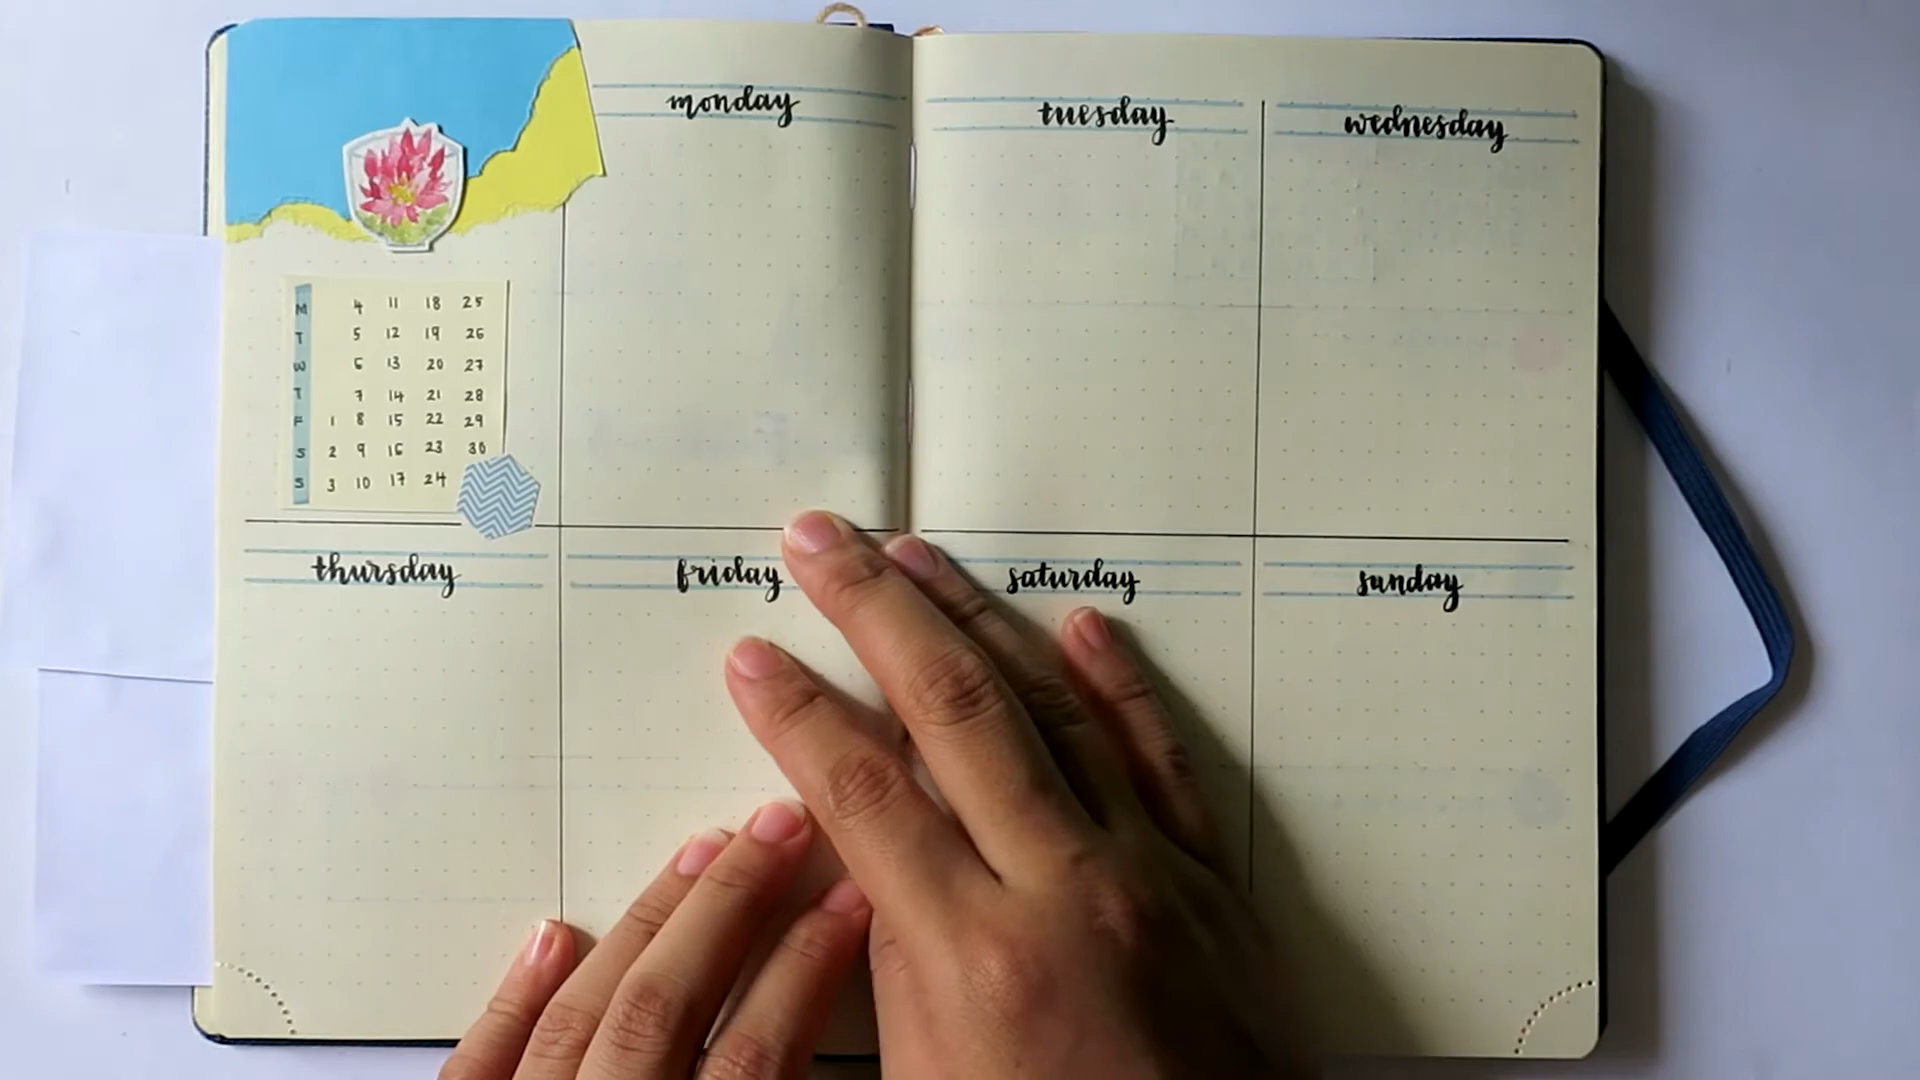 monday
tuesday
wednesday
M 4 11 18 25
T 5 12 19 26
W 6 13 20 27
T 7 14 21 28
F 1 8 15 22 29
S 2 9 16 23 30
S 3 10 17 24
thursday
friday
saturday
sunday